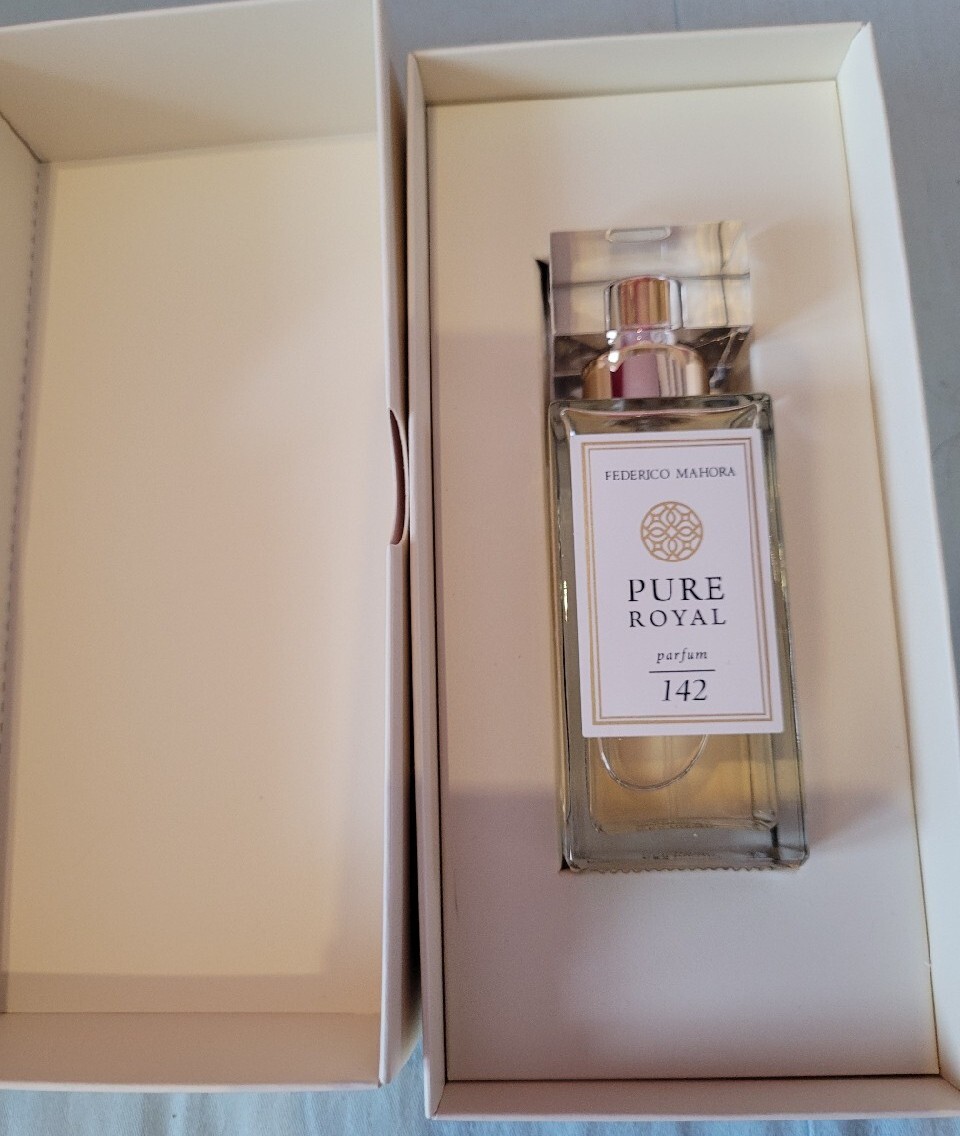 FEDERICO MAHORA
PURE
ROYAL
parfum
142